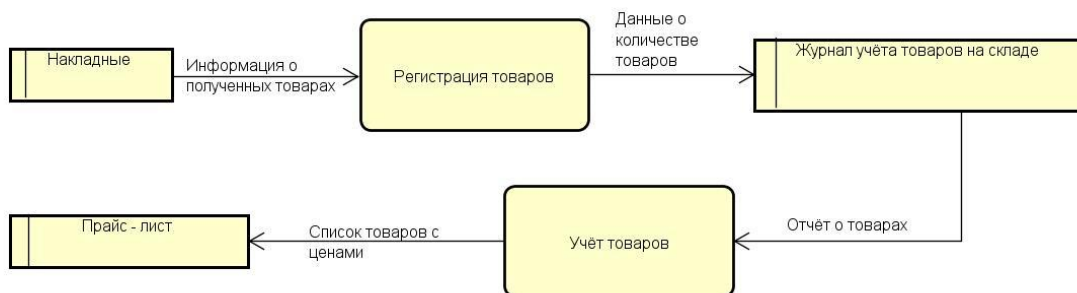 Накладные
Информация о
полученных товарах
Регистрация товаров
Данные о
количестве
товаров
Журнал учёта товаров на складе
Прайс - лист
Список товаров с
ценами
Учёт товаров
Отчёт о товарах